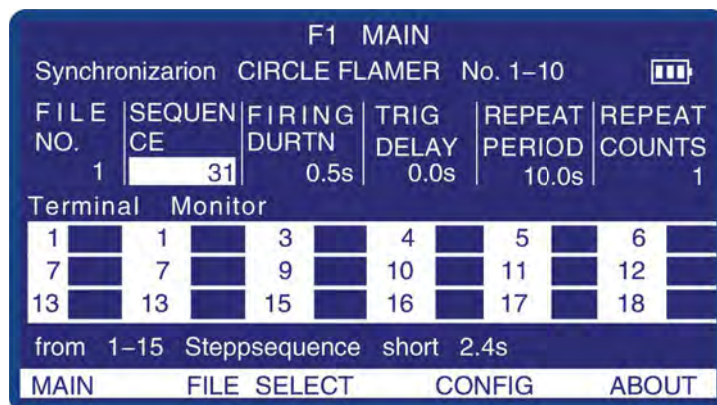 F1 MAIN
Synchronizarion CIRCLE FLAMER No. 1–10
FILE SEQUEN FIRING TRIG REPEAT REPEAT
NO. CE DURTN DELAY PERIOD COUNTS
1 31 0.5s 0.0s 10.0s 1
Terminal Monitor
1 1 3 4 5 6
7 7 9 10 11 12
13 13 15 16 17 18
from 1–15 Steppsequence short 2.4s
MAIN FILE SELECT CONFIG ABOUT